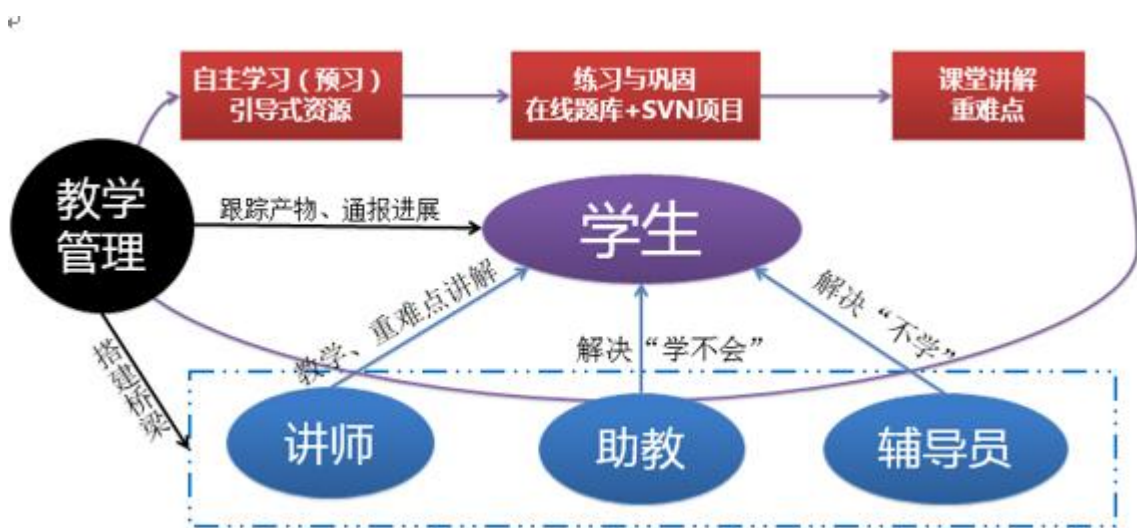 自主学习（预习）
引导式资源
练习与巩固
在线题库+SVN项目
课堂讲解
重难点
教学
管理
跟踪产物、通报进展
学生
教学、重难点讲解
解决“学不会”
解决“不学”
搭建桥梁
讲师
助教
辅导员